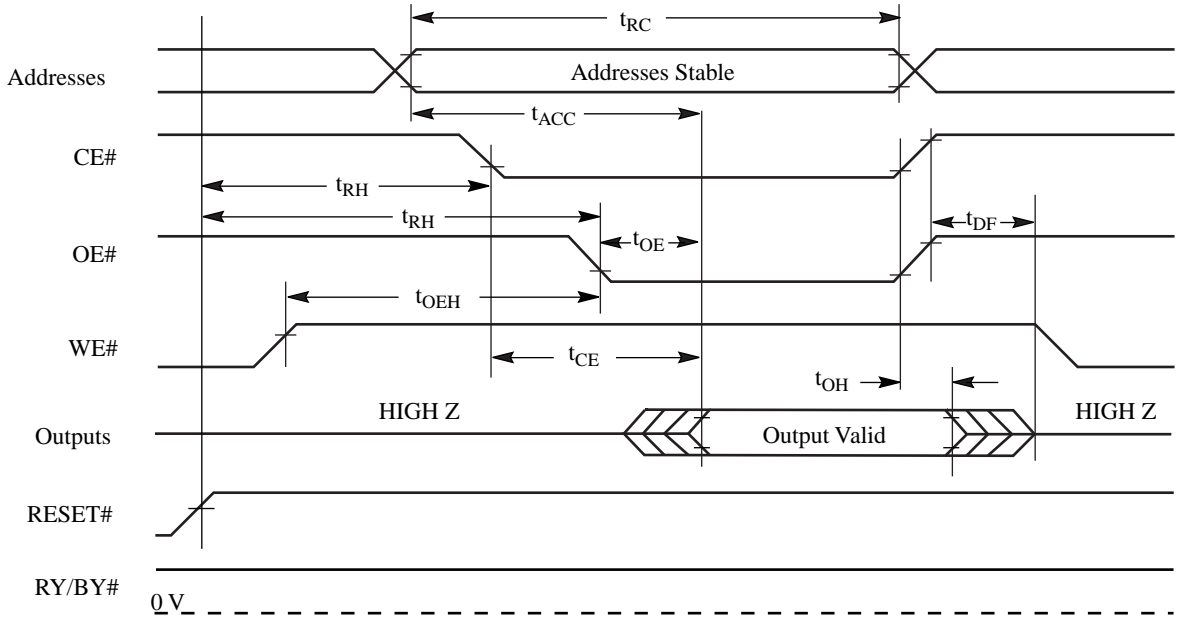 tRC
Addresses
Addresses Stable
tACC
CE#
tRH
tRH
tDF
OE#
tOE
tOEH
WE#
tCE
tOH
HIGH Z
HIGH Z
Outputs
Output Valid
RESET#
RY/BY#
0 V